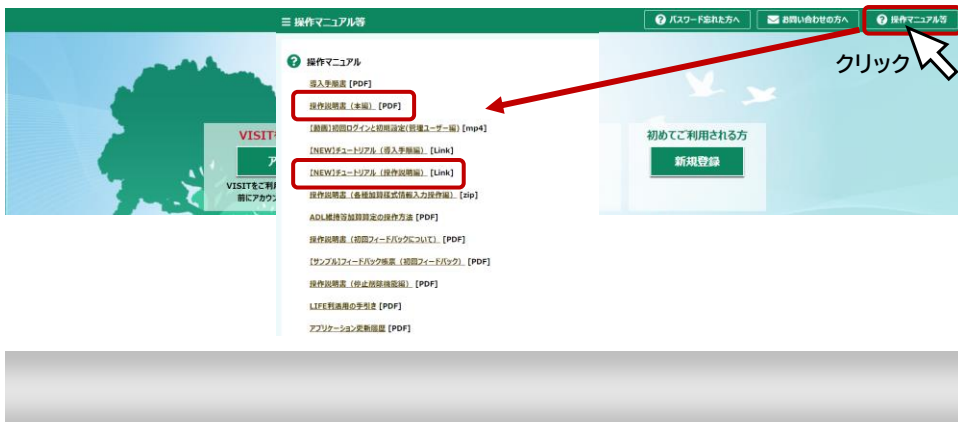 ☰ 操作マニュアル等
パスワード忘れた方へ
お問い合わせの方へ
操作マニュアル等
クリック
操作マニュアル
導入手順書 [PDF]
操作説明書（本編） [PDF]
【動画】初回ログインと初期設定(管理ユーザー編) [mp4]
【NEW】チュートリアル（導入手順編） [Link]
【NEW】チュートリアル（操作説明編） [Link]
操作説明書（各種加算様式情報入力操作編） [zip]
ADL維持等加算算定の操作方法 [PDF]
操作説明書（初回フィードバックについて） [PDF]
【サンプル】フィードバック帳票（初回フィードバック） [PDF]
操作説明書（停止削除機能編） [PDF]
LIFE利活用の手引き [PDF]
アプリケーション更新履歴 [PDF]
VISIT
ア
VISITをご利
前にアカウン
初めてご利用される方
新規登録